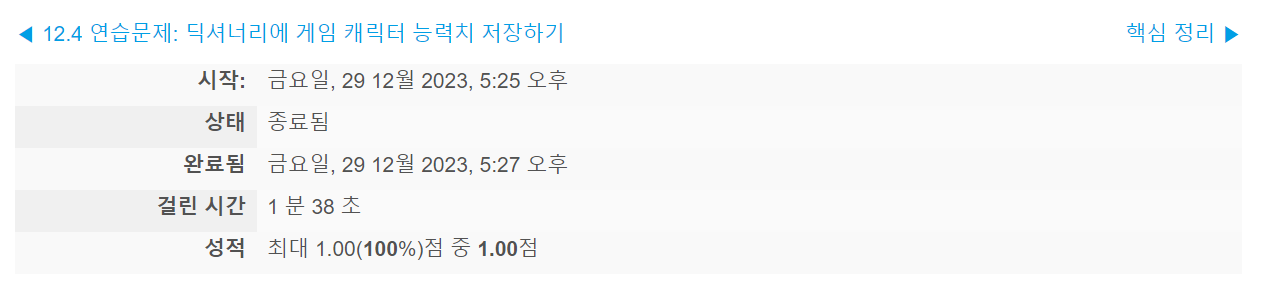 ◀ 12.4 연습문제: 딕셔너리에 게임 캐릭터 능력치 저장하기
핵심 정리 ▶
시작: 금요일, 29 12월 2023, 5:25 오후
상태 종료됨
완료됨 금요일, 29 12월 2023, 5:27 오후
걸린 시간 1 분 38 초
성적 최대 1.00(100%)점 중 1.00점